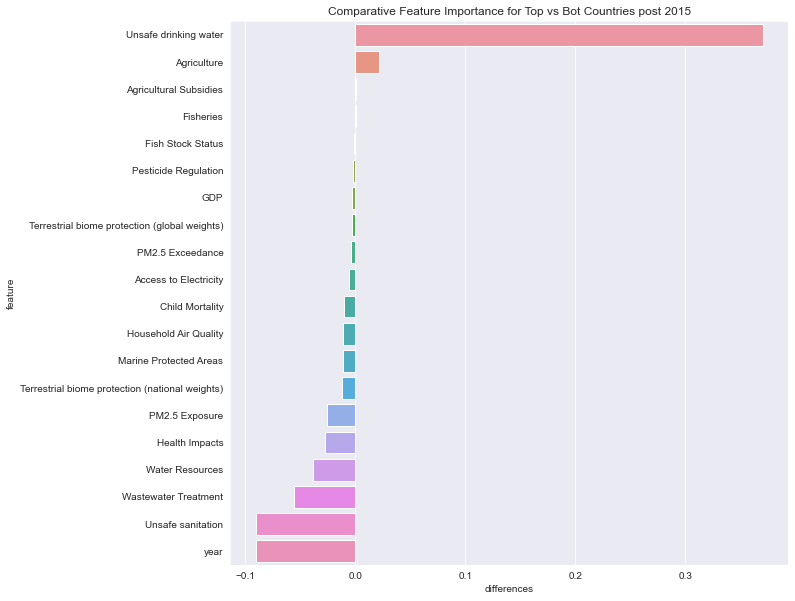 Comparative Feature Importance for Top vs Bot Countries post 2015
Unsafe drinking water
Agriculture
Agricultural Subsidies
Fisheries
Fish Stock Status
Pesticide Regulation
GDP
Terrestrial biome protection (global weights)
PM2.5 Exceedance
Access to Electricity
feature
Child Mortality
Household Air Quality
Marine Protected Areas
Terrestrial biome protection (national weights)
PM2.5 Exposure
Health Impacts
Water Resources
Wastewater Treatment
Unsafe sanitation
year
−0.1 0.0 0.1 0.2 0.3
differences